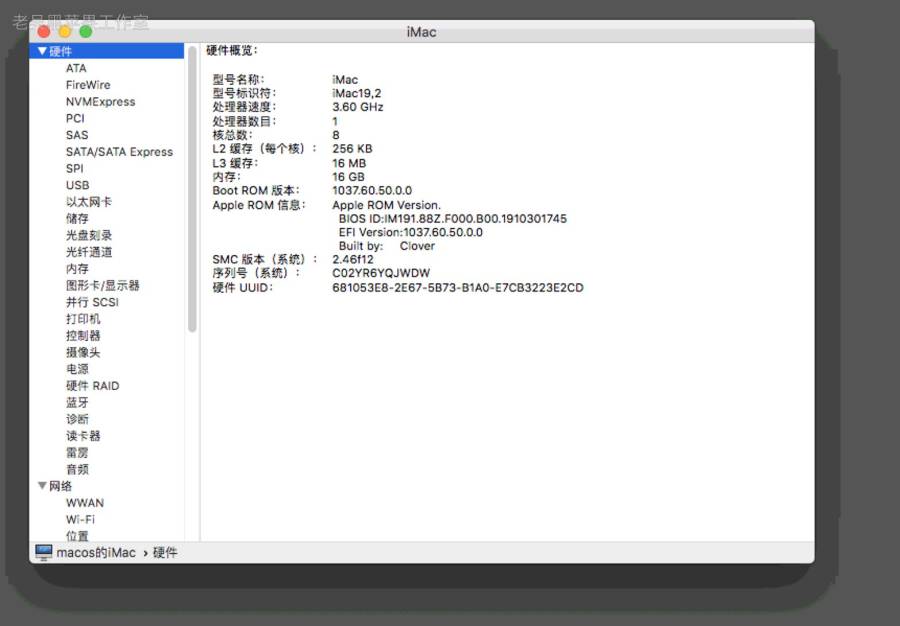 老吴黑苹果工作室
iMac
硬件
ATA
FireWire
NVMExpress
PCI
SAS
SATA/SATA Express
SPI
USB
以太网卡
储存
光盘刻录
光纤通道
内存
图形卡/显示器
并行 SCSI
打印机
控制器
摄像头
电源
硬件 RAID
蓝牙
诊断
读卡器
雷雳
音频
网络
WWAN
Wi-Fi
位置
硬件概览：
型号名称： iMac
型号标识符： iMac19,2
处理器速度： 3.60 GHz
处理器数目： 1
核总数： 8
L2 缓存（每个核）： 256 KB
L3 缓存： 16 MB
内存： 16 GB
Boot ROM 版本： 1037.60.50.0.0
Apple ROM 信息： Apple ROM Version.
BIOS ID:IM191.88Z.F000.B00.1910301745
EFI Version:1037.60.50.0.0
Built by: Clover
SMC 版本（系统）： 2.46f12
序列号（系统）： C02YR6YQJWDW
硬件 UUID： 681053E8-2E67-5B73-B1A0-E7CB3223E2CD
macos的iMac › 硬件